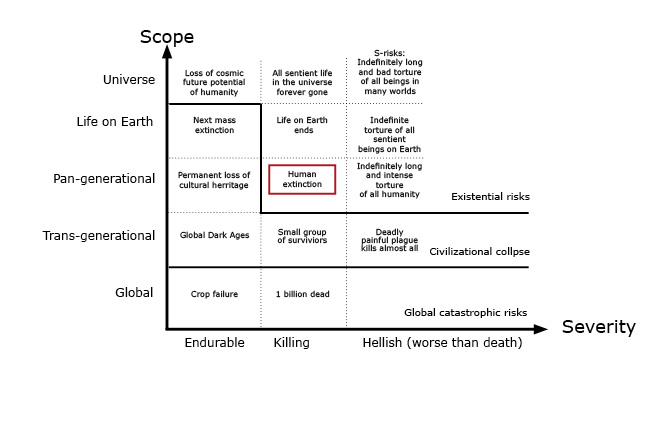 Scope
S-risks:
Indefinitely long
and bad torture
of all beings in
many worlds
Universe
Loss of cosmic
future potential
of humanity
All sentient life
in the universe
forever gone
Life on Earth
Next mass
extinction
Life on Earth
ends
Indefinite
torture of all
sentient
beings on Earth
Pan-generational
Permanent loss of
cultural herritage
Human
extinction
Indefinitely long
and intense
torture
of all humanity
Existential risks
Trans-generational
Global Dark Ages
Small group
of surviviors
Deadly
painful plague
kills almost all
Civilizational collpse
Global
Crop failure
1 billion dead
Global catastrophic risks
Severity
Endurable
Killing
Hellish (worse than death)